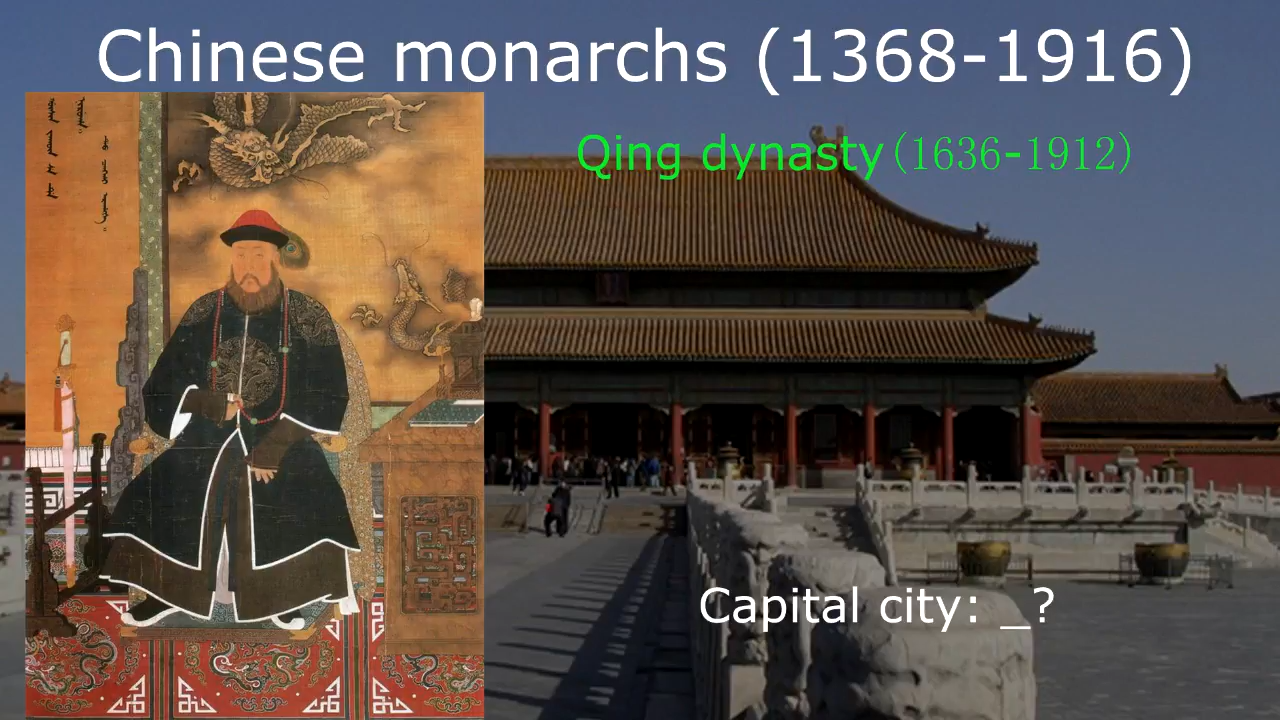 Chinese monarchs (1368-1916)
Qing dynasty(1636-1912)
Capital city: _?